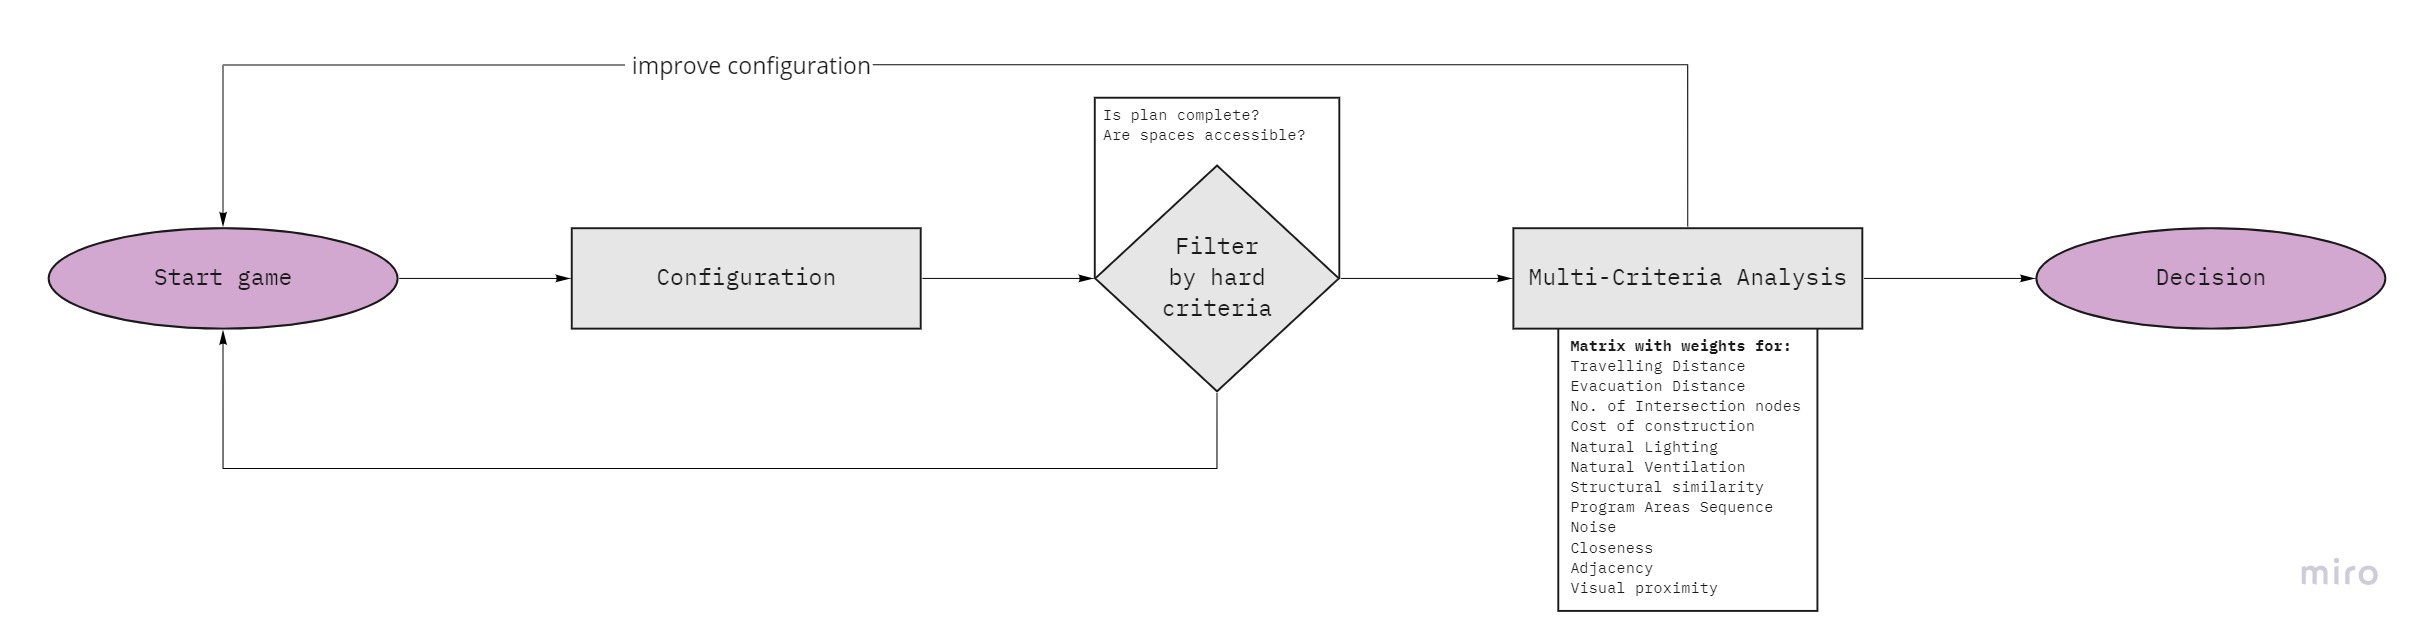 improve configuration
Is plan complete?
Are spaces accessible?
Start game
Configuration
Filter
by hard
criteria
Multi-Criteria Analysis
Decision
Matrix with weights for:
Travelling Distance
Evacuation Distance
No. of Intersection nodes
Cost of construction
Natural Lighting
Natural Ventilation
Structural similarity
Program Areas Sequence
Noise
Closeness
Adjacency
Visual proximity
miro